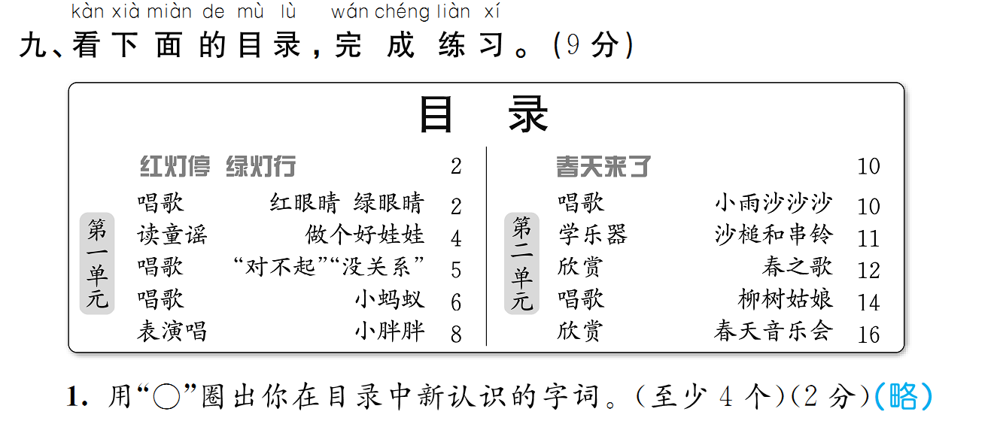 kàn xià miàn de mù lù wán chéng liàn xí
九、看下面的目录,完成练习。(9分)
目 录
第一单元
红灯停 绿灯行 2
唱歌 红眼睛 绿眼睛 2
读童谣 做个好娃娃 4
唱歌 “对不起”“没关系” 5
唱歌 小蚂蚁 6
表演唱 小胖胖 8
第二单元
春天来了 10
唱歌 小雨沙沙沙 10
学乐器 沙槌和串铃 11
欣赏 春之歌 12
唱歌 柳树姑娘 14
欣赏 春天音乐会 16
1. 用“○”圈出你在目录中新认识的字词。(至少4个)(2分)(略)